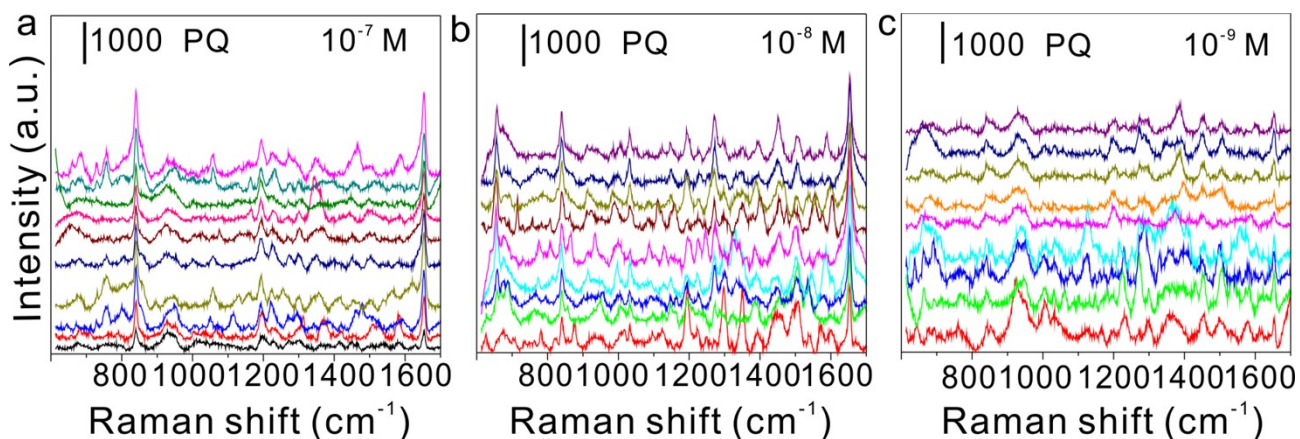 a
1000 PQ 10⁻⁷ M
b
1000 PQ 10⁻⁸ M
c
1000 PQ 10⁻⁹ M
Intensity (a.u.)
800 1000 1200 1400 1600
800 1000 1200 1400 1600
800 1000 1200 1400 1600
Raman shift (cm⁻¹)
Raman shift (cm⁻¹)
Raman shift (cm⁻¹)